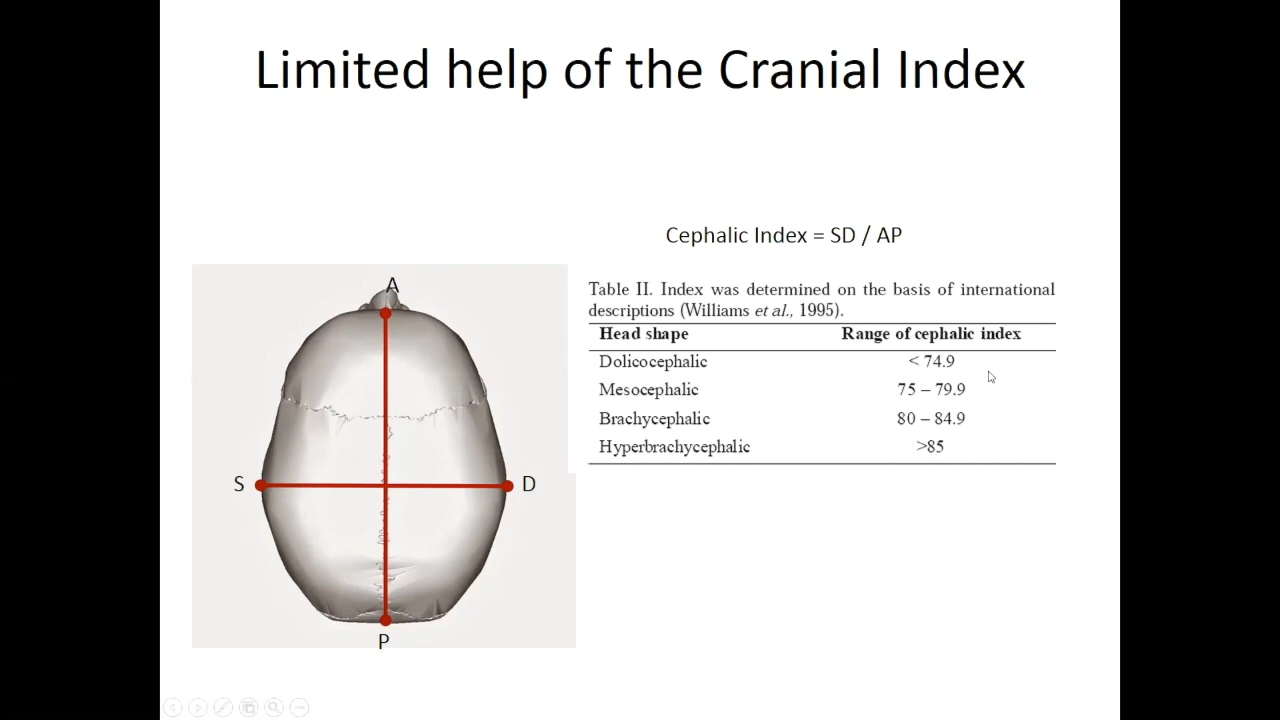 Limited help of the Cranial Index
Cephalic Index = SD / AP
A
S
D
P
Table II. Index was determined on the basis of international
descriptions (Williams et al., 1995).
Head shape Range of cephalic index
Dolicocephalic < 74.9
Mesocephalic 75 – 79.9
Brachycephalic 80 – 84.9
Hyperbrachycephalic >85